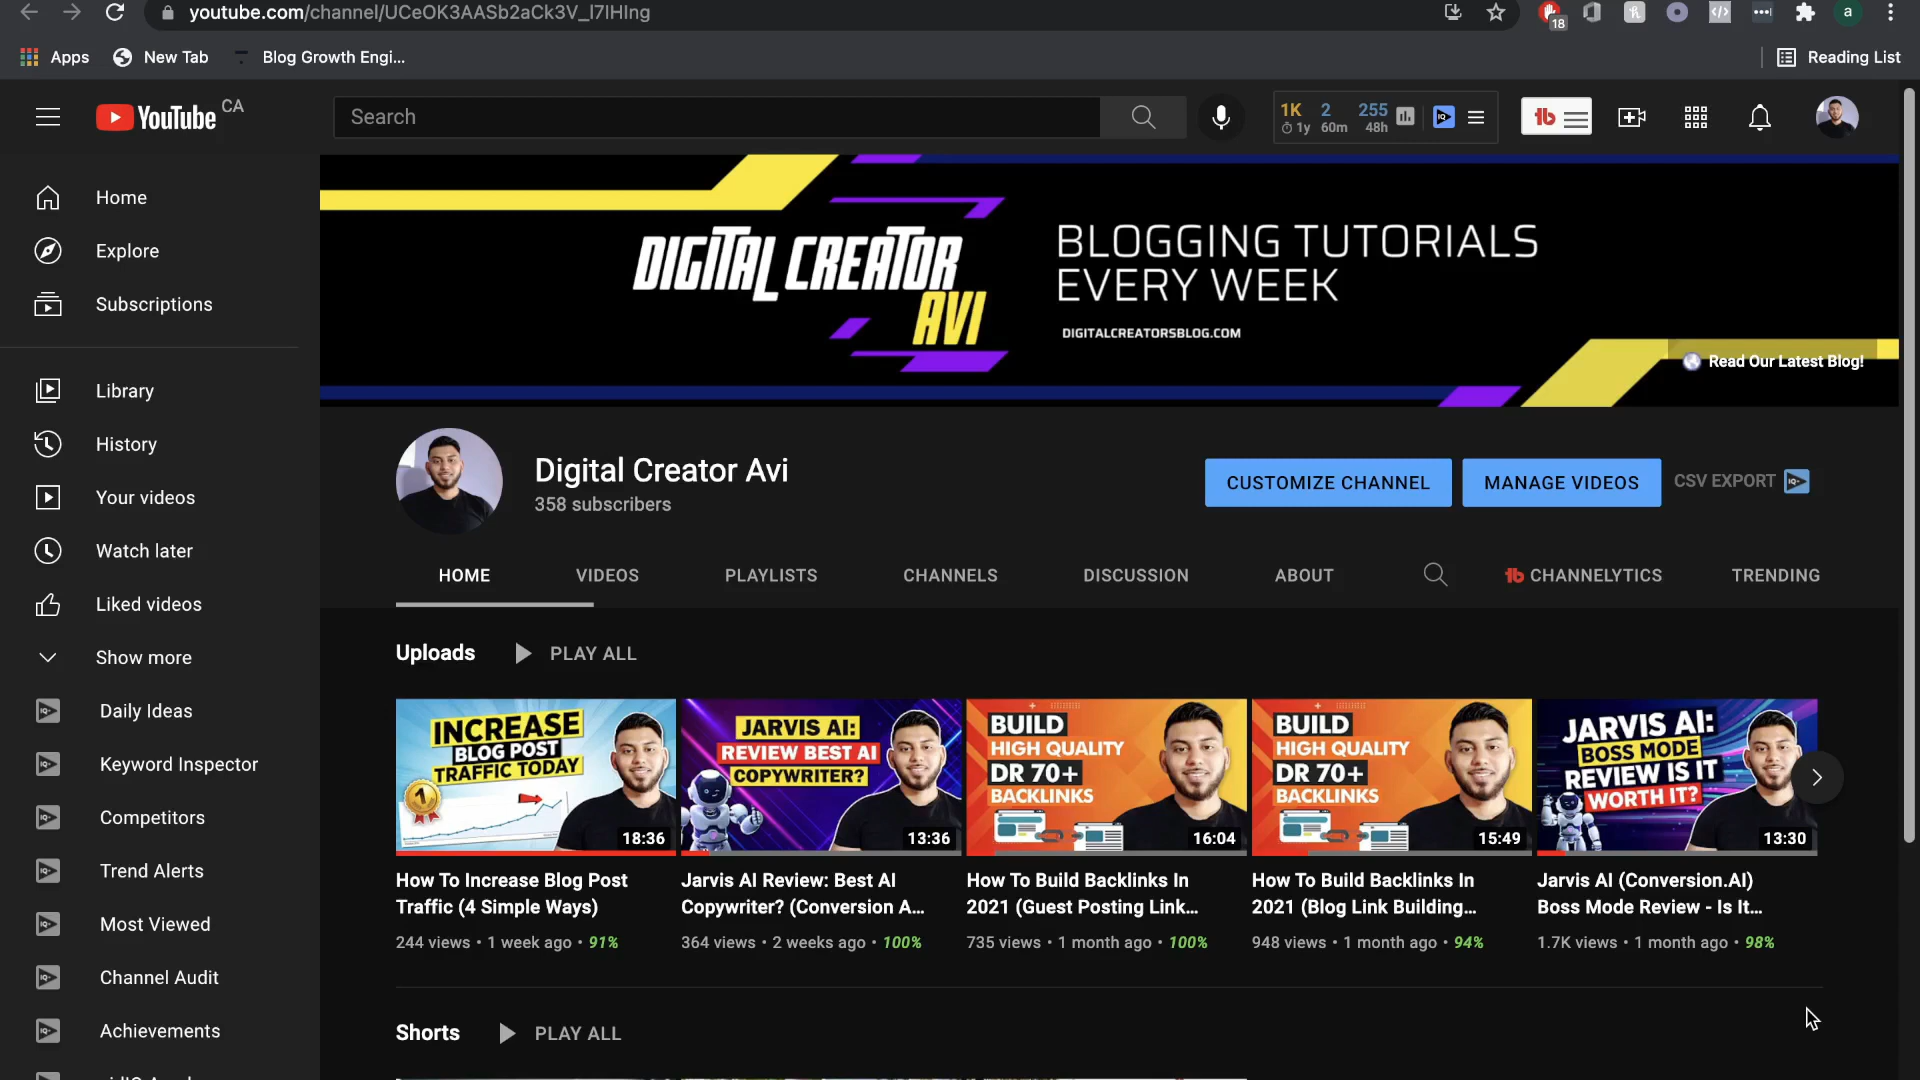 youtube.com/channel/UCeOK3AASb2aCk3V_I7lHIng
18
a
Apps
New Tab
Blog Growth Engi...
Reading List
YouTube CA
Search
1K 2 255
1y 60m 48h
Home
Explore
Subscriptions
Library
History
Your videos
Watch later
Liked videos
Show more
Daily Ideas
Keyword Inspector
Competitors
Trend Alerts
Most Viewed
Channel Audit
Achievements
DIGITAL CREATOR
AVI
BLOGGING TUTORIALS
EVERY WEEK
DIGITALCREATORSBLOG.COM
Read Our Latest Blog!
Digital Creator Avi
358 subscribers
CUSTOMIZE CHANNEL
MANAGE VIDEOS
CSV EXPORT
HOME
VIDEOS
PLAYLISTS
CHANNELS
DISCUSSION
ABOUT
CHANNELYTICS
TRENDING
Uploads
PLAY ALL
INCREASE
BLOG POST
TRAFFIC TODAY
1
18:36
How To Increase Blog Post
Traffic (4 Simple Ways)
244 views • 1 week ago • 91%
JARVIS AI:
REVIEW BEST AI
COPYWRITER?
13:36
Jarvis AI Review: Best AI
Copywriter? (Conversion A...
364 views • 2 weeks ago • 100%
BUILD
HIGH QUALITY
DR 70+
BACKLINKS
16:04
How To Build Backlinks In
2021 (Guest Posting Link...
735 views • 1 month ago • 100%
BUILD
HIGH QUALITY
DR 70+
BACKLINKS
15:49
How To Build Backlinks In
2021 (Blog Link Building...
948 views • 1 month ago • 94%
JARVIS AI:
BOSS MODE
REVIEW IS IT
WORTH IT?
13:30
Jarvis AI (Conversion.AI)
Boss Mode Review - Is It...
1.7K views • 1 month ago • 98%
Shorts
PLAY ALL